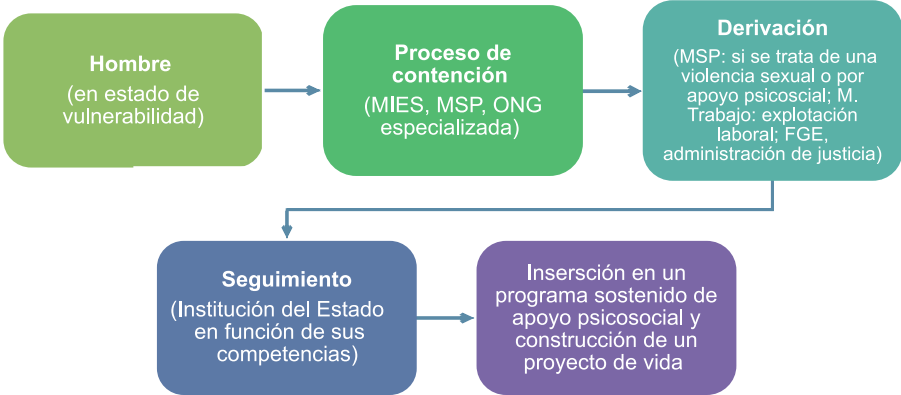 Hombre
(en estado de
vulnerabilidad)
Proceso de
contención
(MIES, MSP, ONG
especializada)
Derivación
(MSP: si se trata de una
violencia sexual o por
apoyo psicoscial; M.
Trabajo: explotación
laboral; FGE,
administración de justicia)
Seguimiento
(Institución del Estado
en función de sus
competencias)
Insersción en un
programa sostenido de
apoyo psicosocial y
construcción de un
proyecto de vida